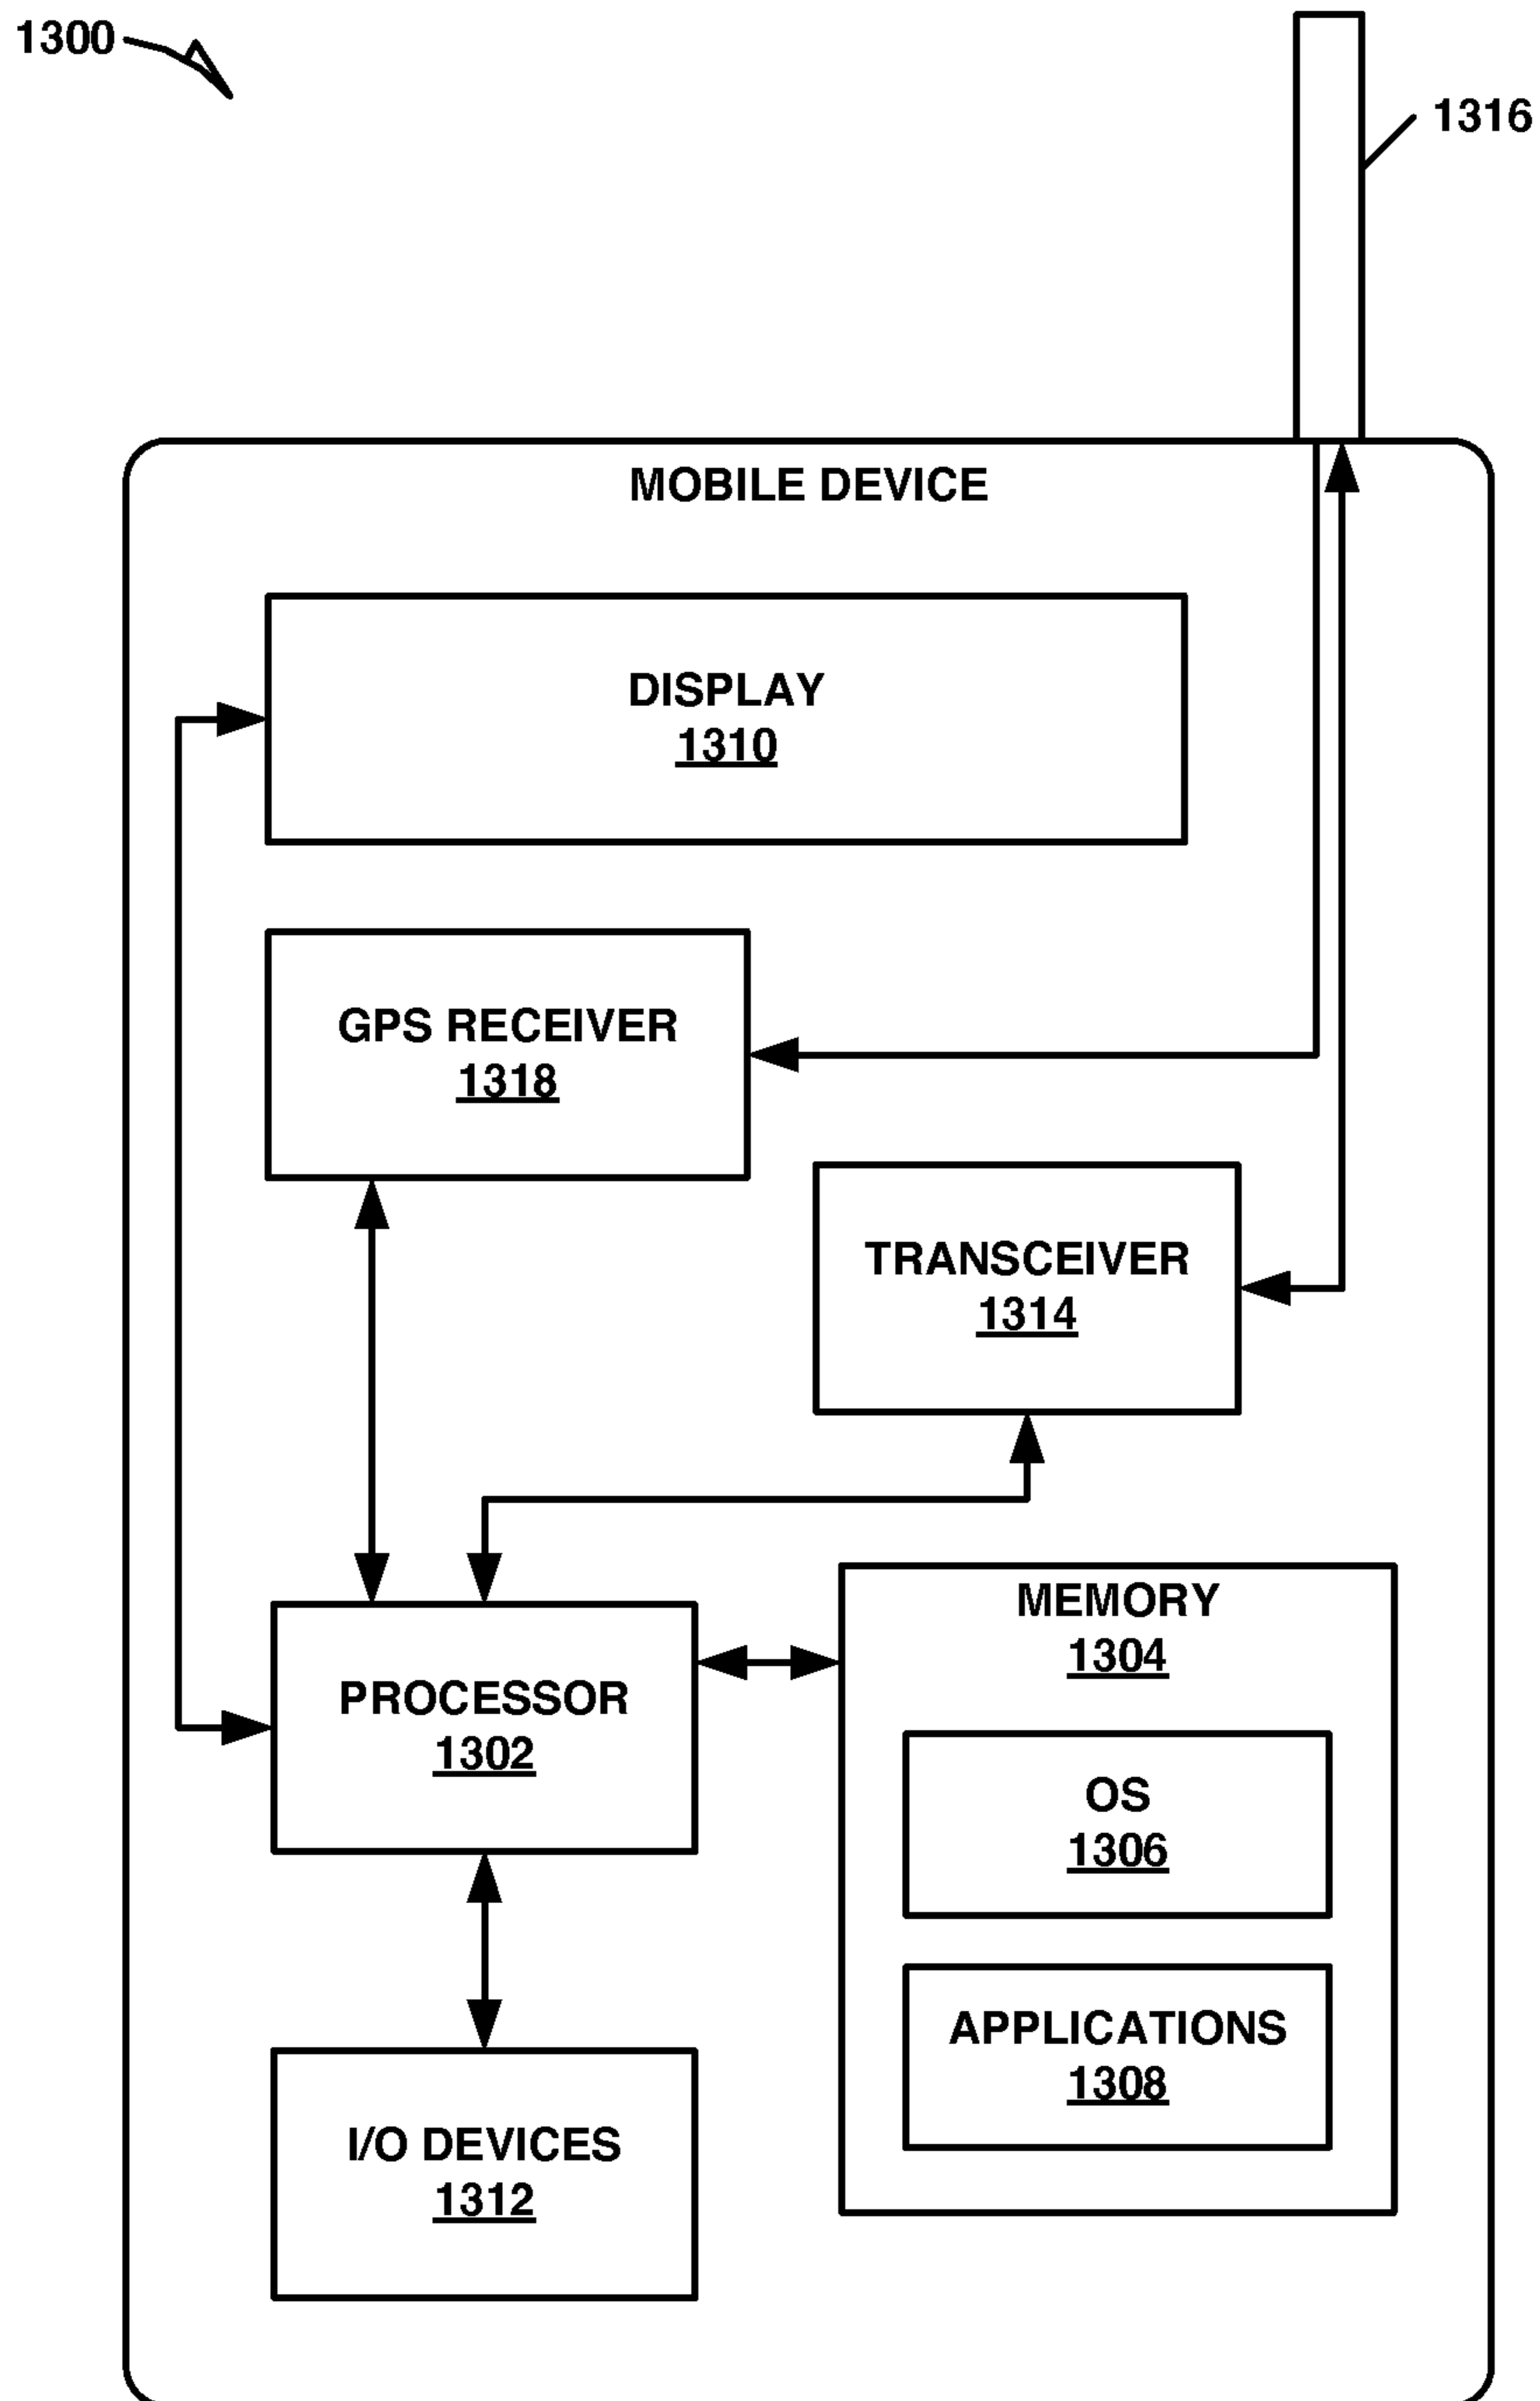 1300
1316
MOBILE DEVICE
DISPLAY
1310
GPS RECEIVER
1318
TRANSCEIVER
1314
MEMORY
1304
PROCESSOR
1302
OS
1306
APPLICATIONS
1308
I/O DEVICES
1312